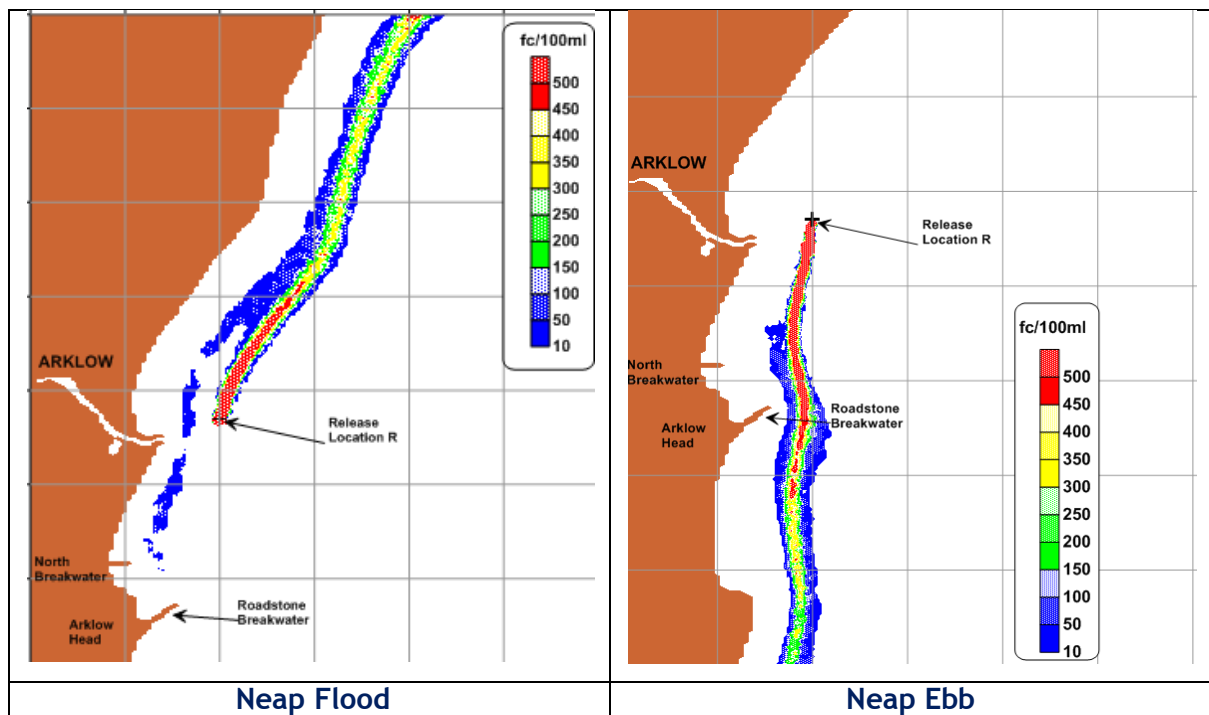 fc/100ml
500
450
400
350
300
250
200
150
100
50
10
ARKLOW
Release
Location R
North
Breakwater
Roadstone
Breakwater
Arklow
Head
Neap Flood
ARKLOW
Release
Location R
North
Breakwater
Roadstone
Breakwater
Arklow
Head
fc/100ml
500
450
400
350
300
250
200
150
100
50
10
Neap Ebb